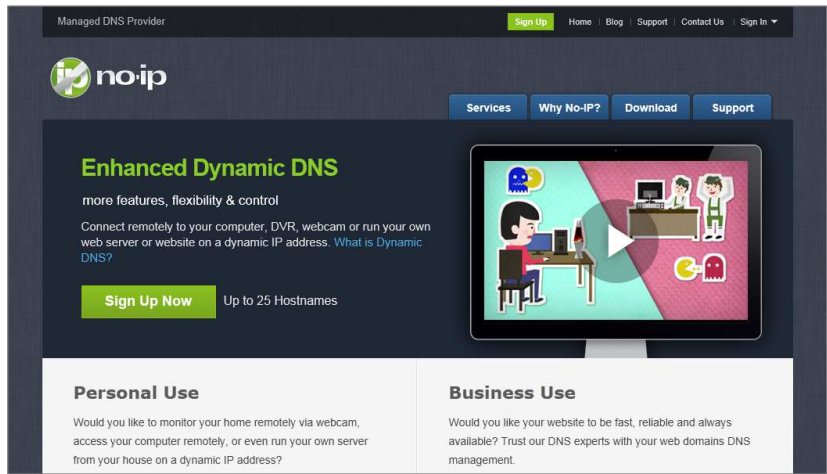 Managed DNS Provider
Sign Up Home | Blog | Support | Contact Us | Sign In
ip no·ip
Services Why No-IP? Download Support
Enhanced Dynamic DNS
more features, flexibility & control
Connect remotely to your computer, DVR, webcam or run your own
web server or website on a dynamic IP address. What is Dynamic
DNS?
Sign Up Now Up to 25 Hostnames
Personal Use
Would you like to monitor your home remotely via webcam,
access your computer remotely, or even run your own server
from your house on a dynamic IP address?
Business Use
Would you like your website to be fast, reliable and always
available? Trust our DNS experts with your web domains DNS
management.